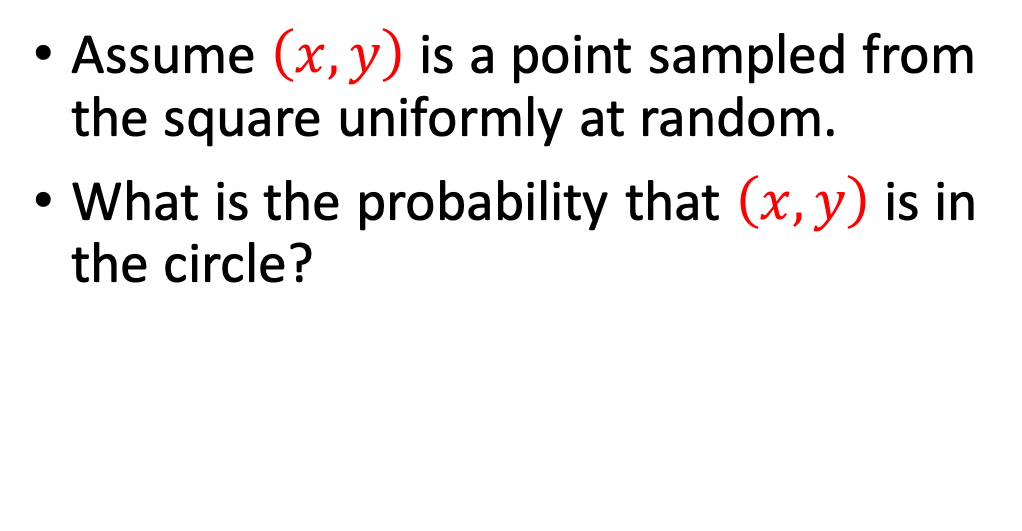 • Assume (x, y) is a point sampled from
the square uniformly at random.
• What is the probability that (x, y) is in
the circle?